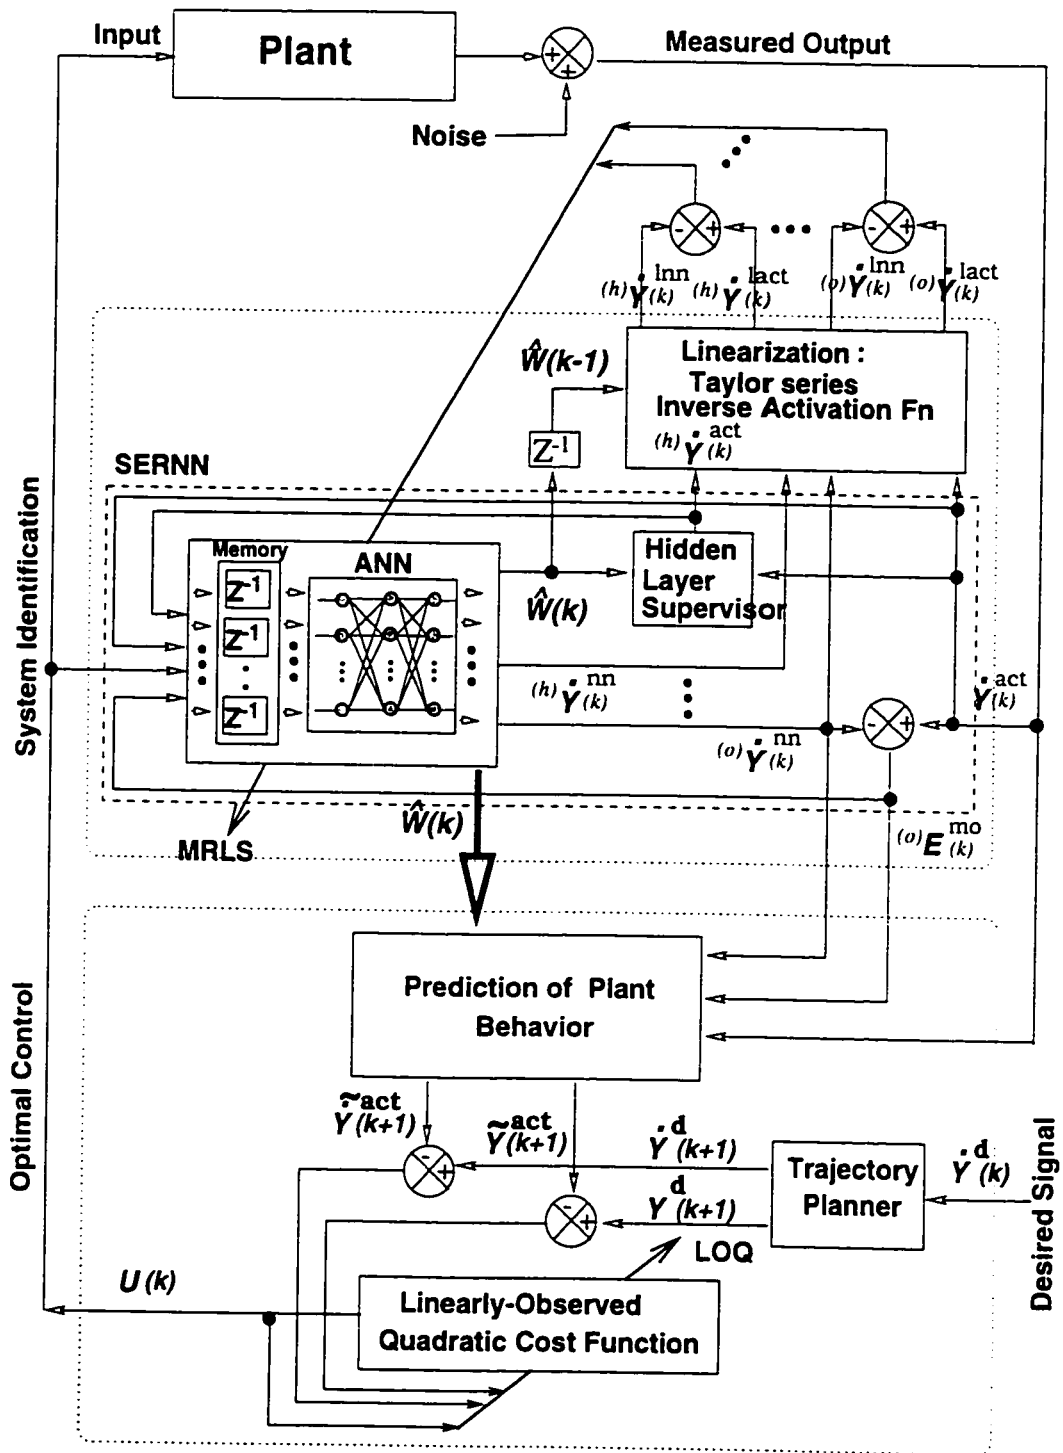 Input
Plant
Measured Output
+
+
Noise
- +
- +
(h) Ẏ lnn (k)
(h) Ẏ lact (k)
(o) Ẏ lnn (k)
(o) Ẏ lact (k)
Linearization :
Taylor series
Inverse Activation Fn
Ŵ(k-1)
(h) Ẏ act (k)
Z-1
SERNN
System Identification
Memory
ANN
Hidden
Layer
Supervisor
Z-1
Z-1
Z-1
Ŵ(k)
(h) Ẏ nn (k)
Ẏ act (k)
- +
(o) Ẏ nn (k)
Ŵ(k)
MRLS
(o) E mo (k)
Prediction of Plant
Behavior
Optimal Control
Ẏ̃ act (k+1)
Ỹ act (k+1)
Ẏ d (k+1)
- +
Y d (k+1)
- +
Trajectory
Planner
Ẏ d (k)
Desired Signal
LOQ
U (k)
Linearly-Observed
Quadratic Cost Function